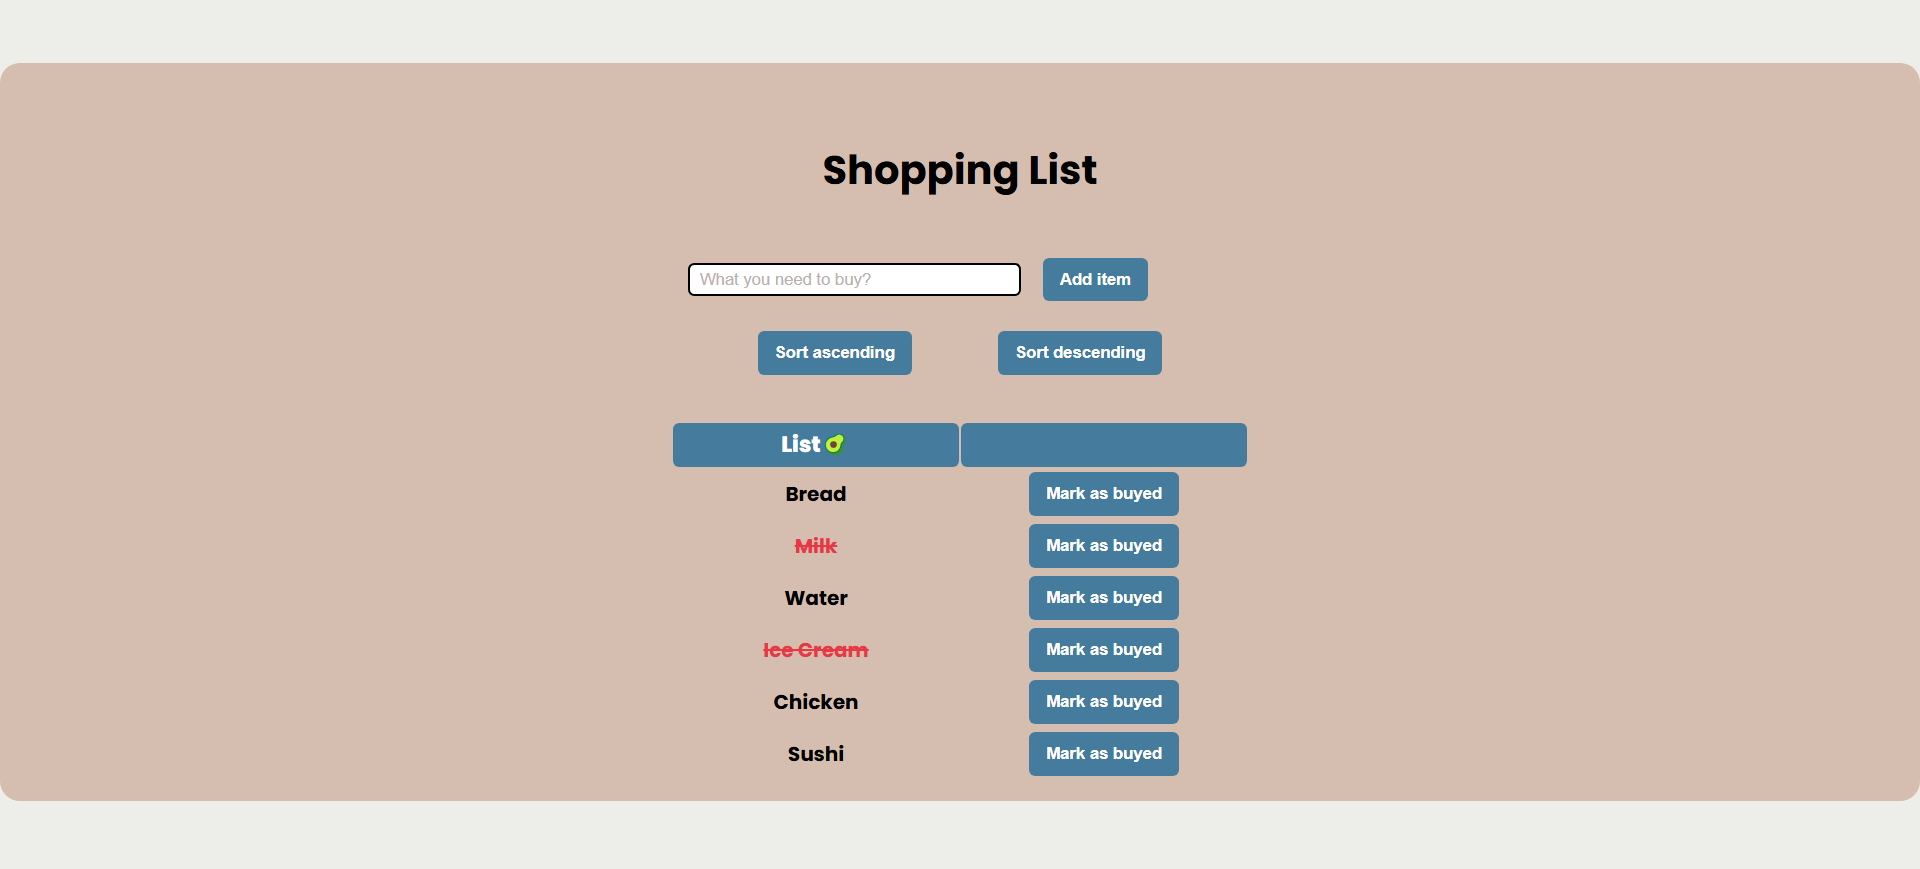 Shopping List
What you need to buy? Add item
Sort ascending Sort descending
List 🥑
Bread Mark as buyed
Milk Mark as buyed
Water Mark as buyed
Ice Cream Mark as buyed
Chicken Mark as buyed
Sushi Mark as buyed